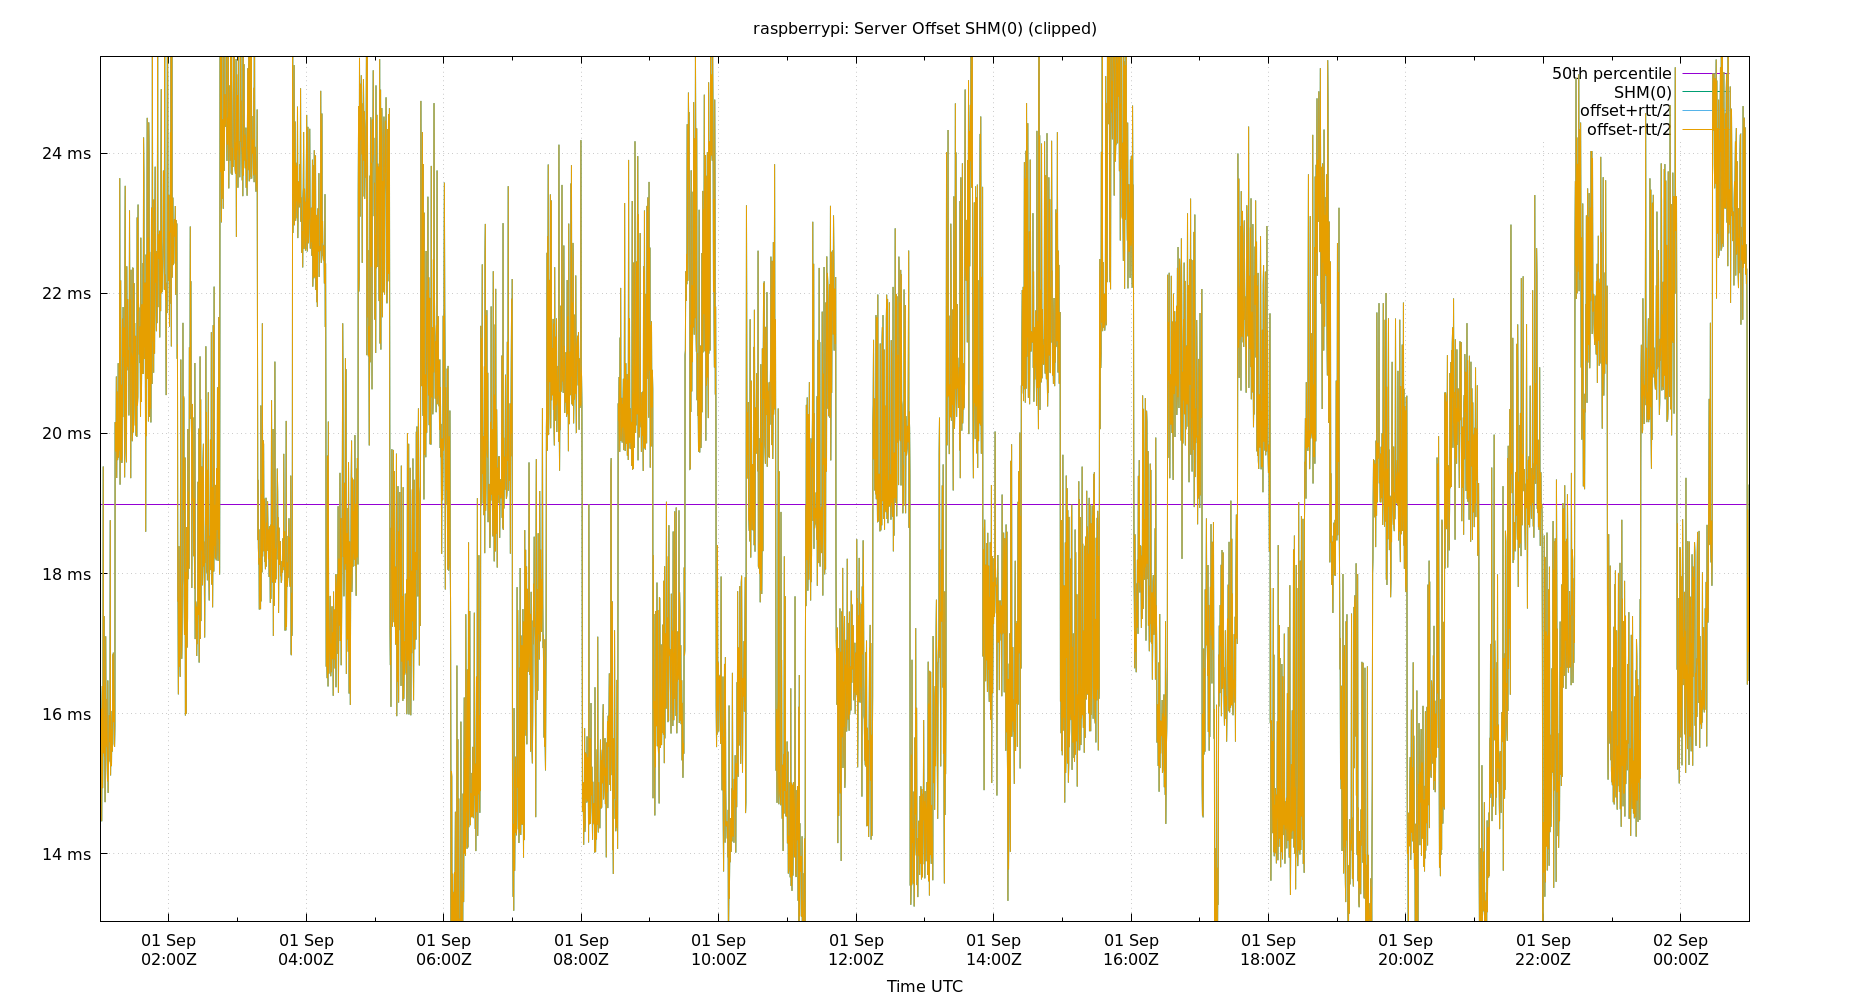 raspberrypi: Server Offset SHM(0) (clipped)
50th percentile
SHM(0)
offset+rtt/2
offset-rtt/2
24 ms
22 ms
20 ms
18 ms
16 ms
14 ms
01 Sep 01 Sep 01 Sep 01 Sep 01 Sep 01 Sep 01 Sep 01 Sep 01 Sep 01 Sep 01 Sep 02 Sep
02:00Z 04:00Z 06:00Z 08:00Z 10:00Z 12:00Z 14:00Z 16:00Z 18:00Z 20:00Z 22:00Z 00:00Z
Time UTC